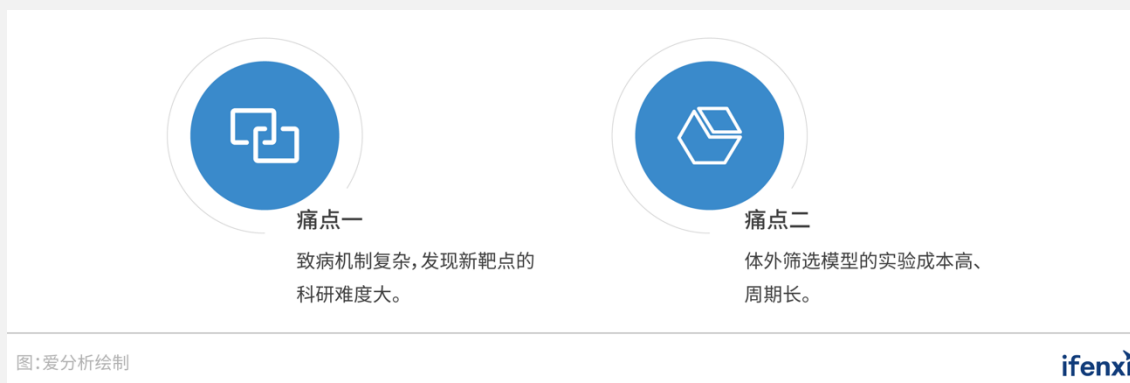 痛点一
致病机制复杂，发现新靶点的
科研难度大。
痛点二
体外筛选模型的实验成本高、
周期长。
图：爱分析绘制
ifenxi